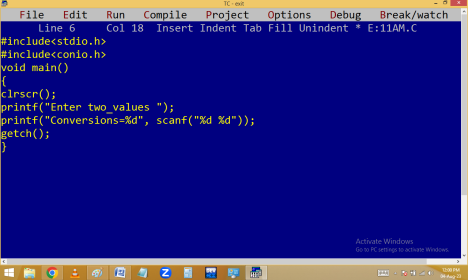 TC - exit
File Edit Run Compile Project Options Debug Break/watch
Line 6 Col 18 Insert Indent Tab Fill Unindent * E:11AM.C
#include<stdio.h>
#include<conio.h>
void main()
{
clrscr();
printf("Enter two_values ");
printf("Conversions=%d", scanf("%d %d"));
getch();
}
Activate Windows
Go to PC settings to activate Windows.